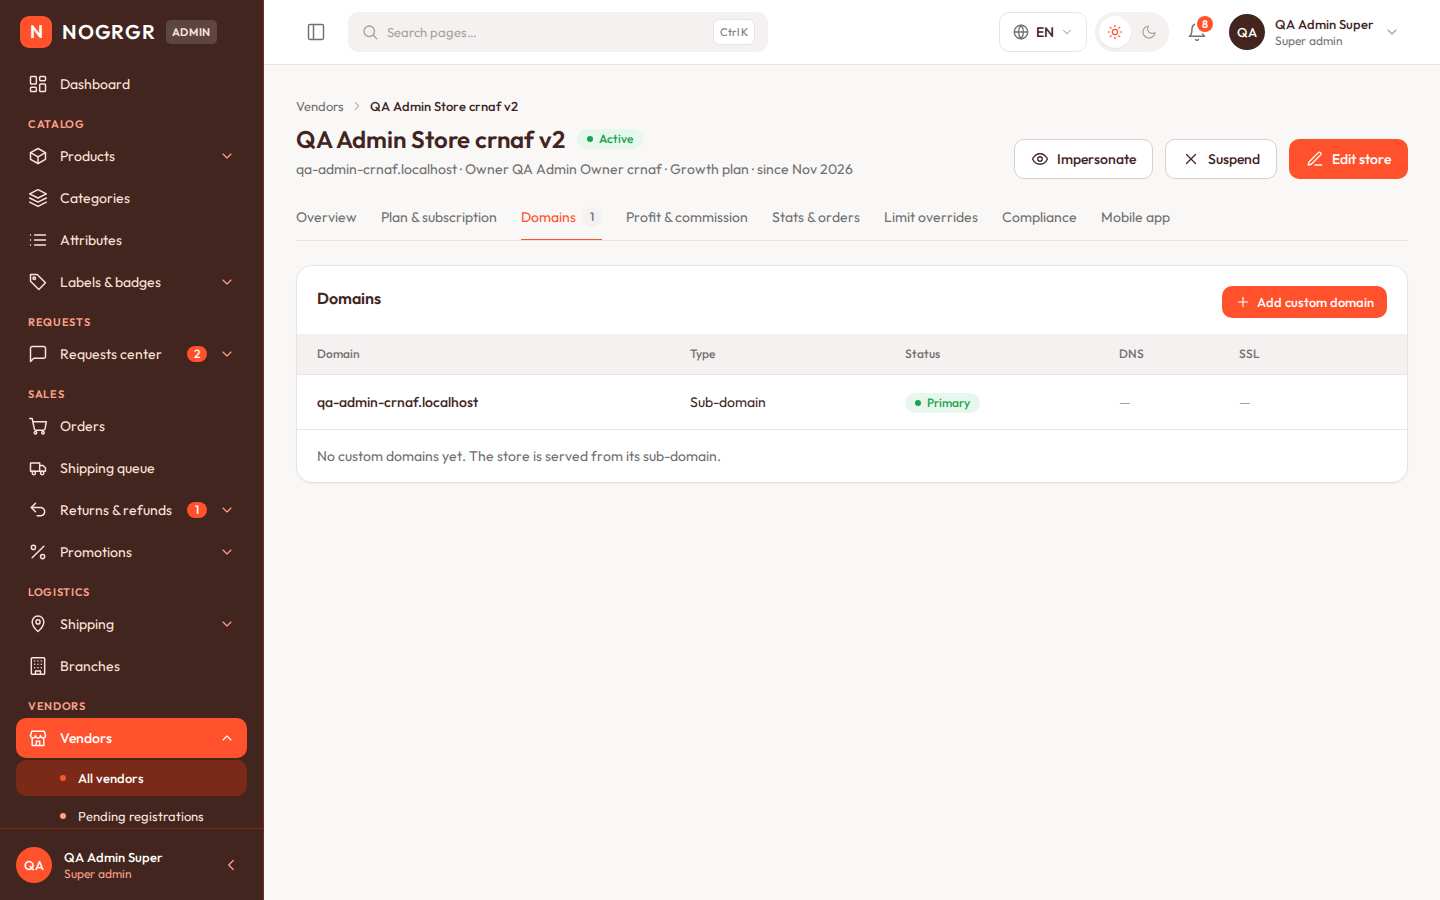 N NOGRGR ADMIN
Dashboard
CATALOG
Products
Categories
Attributes
Labels & badges
REQUESTS
Requests center 2
SALES
Orders
Shipping queue
Returns & refunds 1
Promotions
LOGISTICS
Shipping
Branches
VENDORS
Vendors
All vendors
Pending registrations
QA QA Admin Super
Super admin
Search pages... Ctrl K
EN
8
QA QA Admin Super
Super admin
Vendors QA Admin Store crnaf v2
QA Admin Store crnaf v2 Active
qa-admin-crnaf.localhost · Owner QA Admin Owner crnaf · Growth plan · since Nov 2026
Impersonate Suspend Edit store
Overview Plan & subscription Domains 1 Profit & commission Stats & orders Limit overrides Compliance Mobile app
Domains Add custom domain
Domain Type Status DNS SSL
qa-admin-crnaf.localhost Sub-domain Primary — —
No custom domains yet. The store is served from its sub-domain.